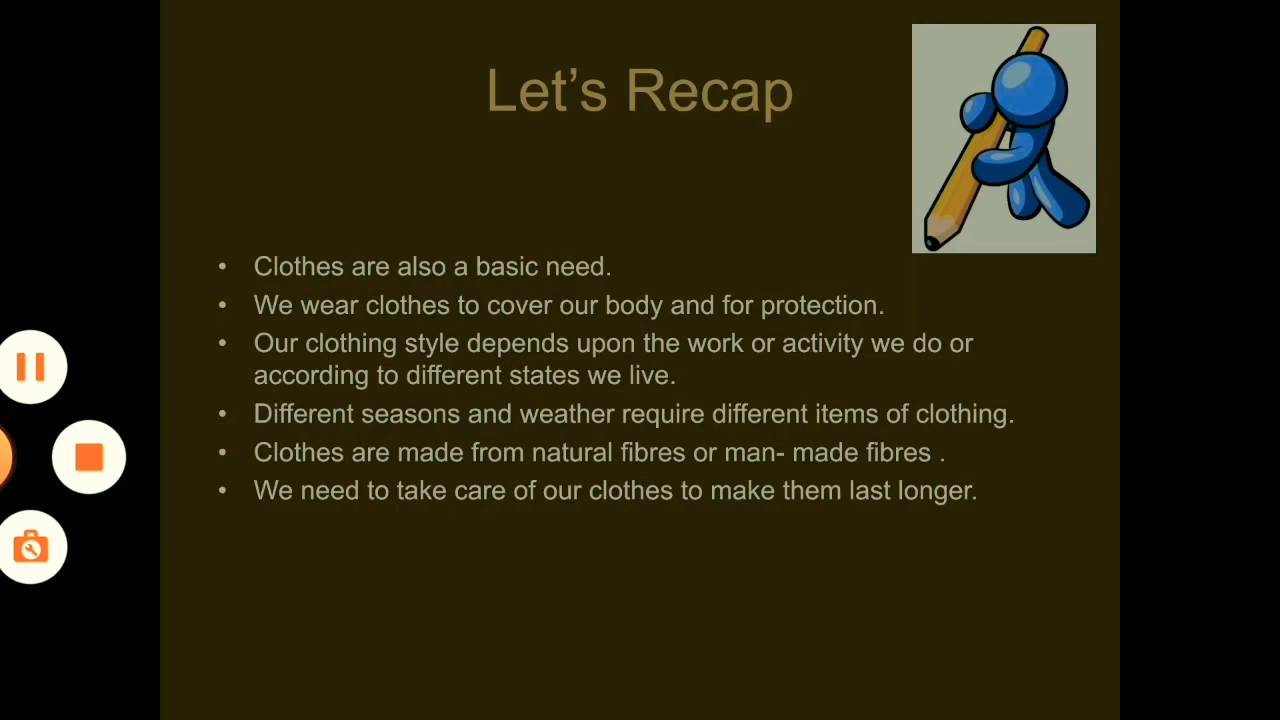 Let's Recap
• Clothes are also a basic need.
• We wear clothes to cover our body and for protection.
• Our clothing style depends upon the work or activity we do or
according to different states we live.
• Different seasons and weather require different items of clothing.
• Clothes are made from natural fibres or man- made fibres .
• We need to take care of our clothes to make them last longer.